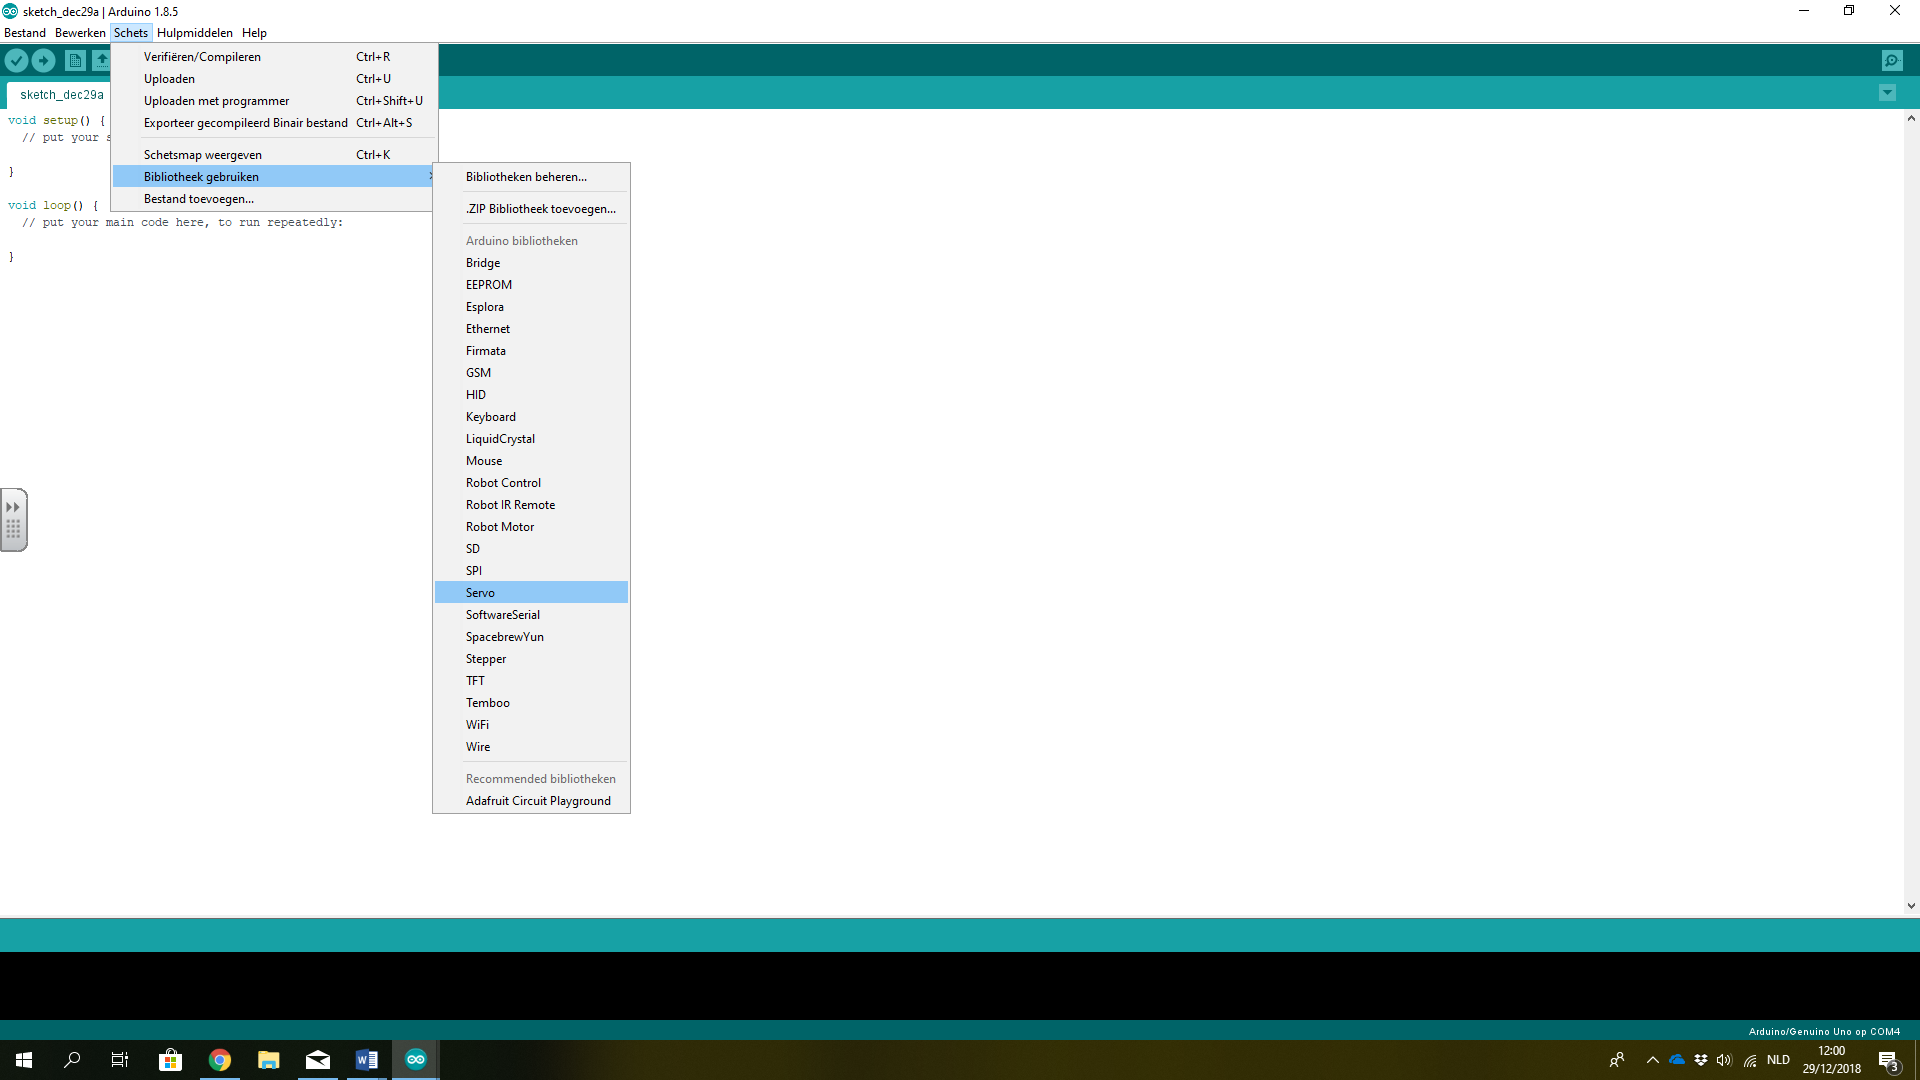 sketch_dec29a | Arduino 1.8.5
Bestand Bewerken Schets Hulpmiddelen Help
Verifiëren/Compileren Ctrl+R
Uploaden Ctrl+U
Uploaden met programmer Ctrl+Shift+U
Exporteer gecompileerd Binair bestand Ctrl+Alt+S
Schetsmap weergeven Ctrl+K
Bibliotheek gebruiken
Bestand toevoegen...
sketch_dec29a
void setup() {
// put your s
}
void loop() {
// put your main code here, to run repeatedly:
}
Bibliotheken beheren...
.ZIP Bibliotheek toevoegen...
Arduino bibliotheken
Bridge
EEPROM
Esplora
Ethernet
Firmata
GSM
HID
Keyboard
LiquidCrystal
Mouse
Robot Control
Robot IR Remote
Robot Motor
SD
SPI
Servo
SoftwareSerial
SpacebrewYun
Stepper
TFT
Temboo
WiFi
Wire
Recommended bibliotheken
Adafruit Circuit Playground
Arduino/Genuino Uno op COM4
NLD
12:00
29/12/2018
3